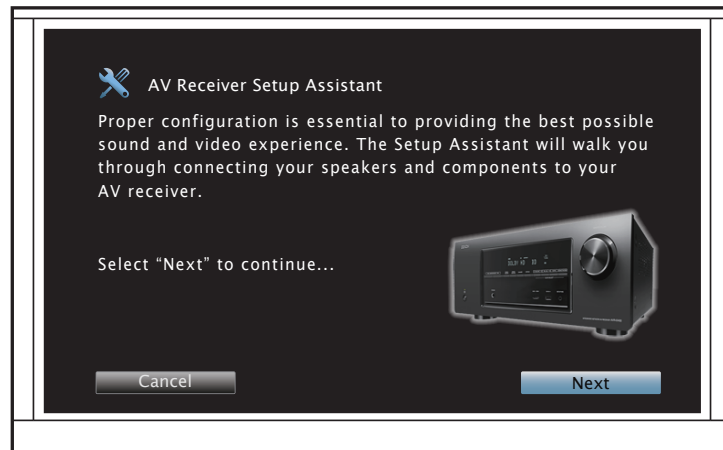 AV Receiver Setup Assistant
Proper configuration is essential to providing the best possible
sound and video experience. The Setup Assistant will walk you
through connecting your speakers and components to your
AV receiver.
Select “Next” to continue...
Cancel
Next